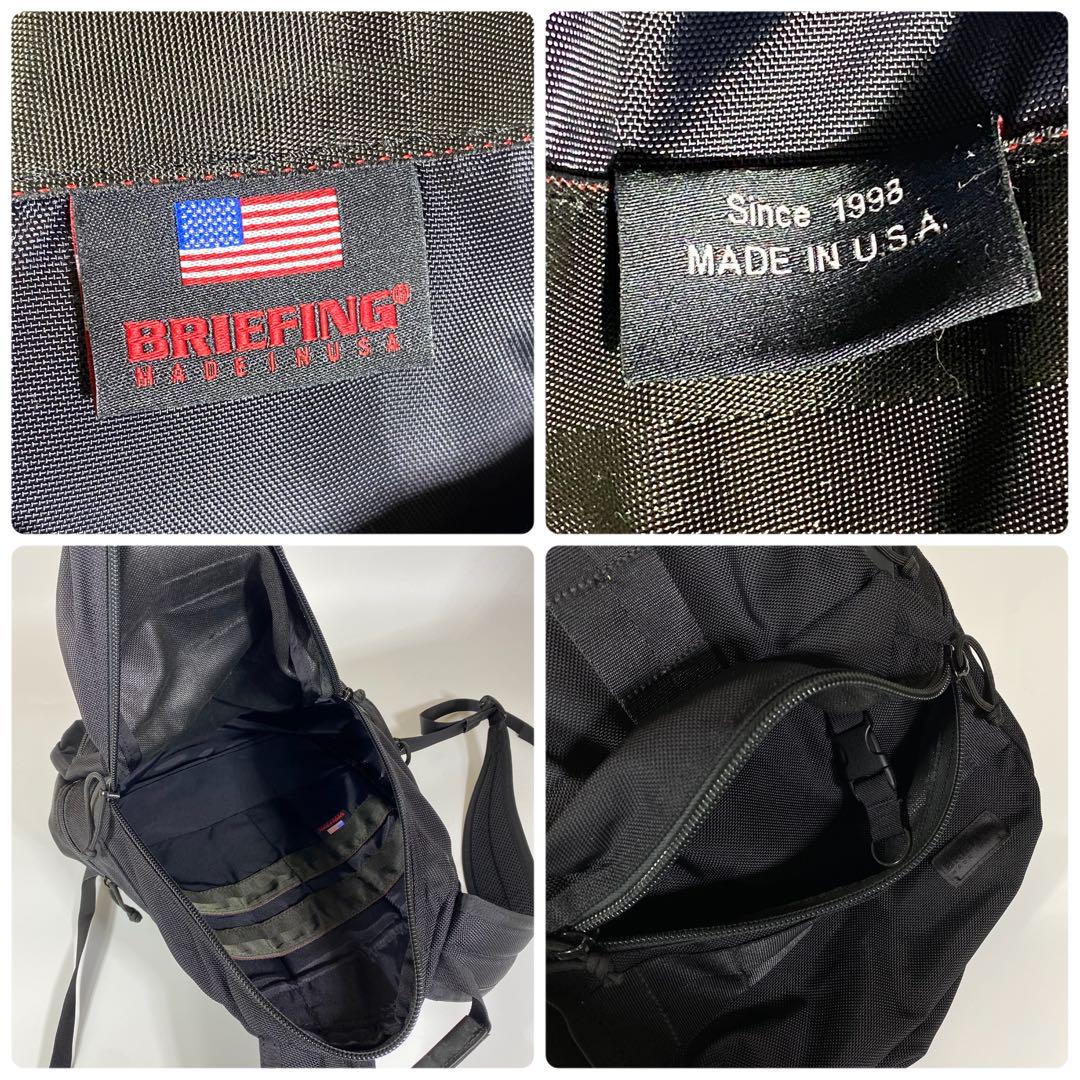 BRIEFING®
MADE IN USA
Since 1998
MADE IN U.S.A.